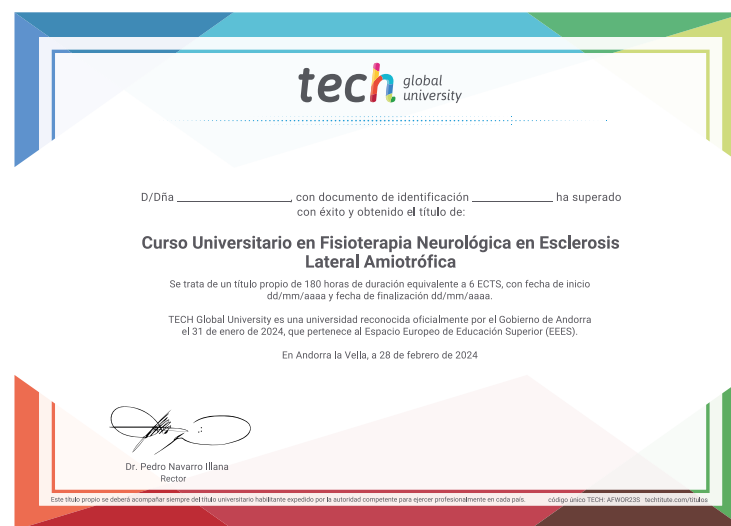 tech global
university
D/Dña ____________, con documento de identificación ____________ ha superado
con éxito y obtenido el título de:
Curso Universitario en Fisioterapia Neurológica en Esclerosis
Lateral Amiotrófica
Se trata de un título propio de 180 horas de duración equivalente a 6 ECTS, con fecha de inicio
dd/mm/aaaa y fecha de finalización dd/mm/aaaa.
TECH Global University es una universidad reconocida oficialmente por el Gobierno de Andorra
el 31 de enero de 2024, que pertenece al Espacio Europeo de Educación Superior (EEES).
En Andorra la Vella, a 28 de febrero de 2024
Dr. Pedro Navarro Illana
Rector
Este título propio se deberá acompañar siempre del título universitario habilitante expedido por la autoridad competente para ejercer profesionalmente en cada país. código único TECH: AFWOR23S techtitute.com/titulos